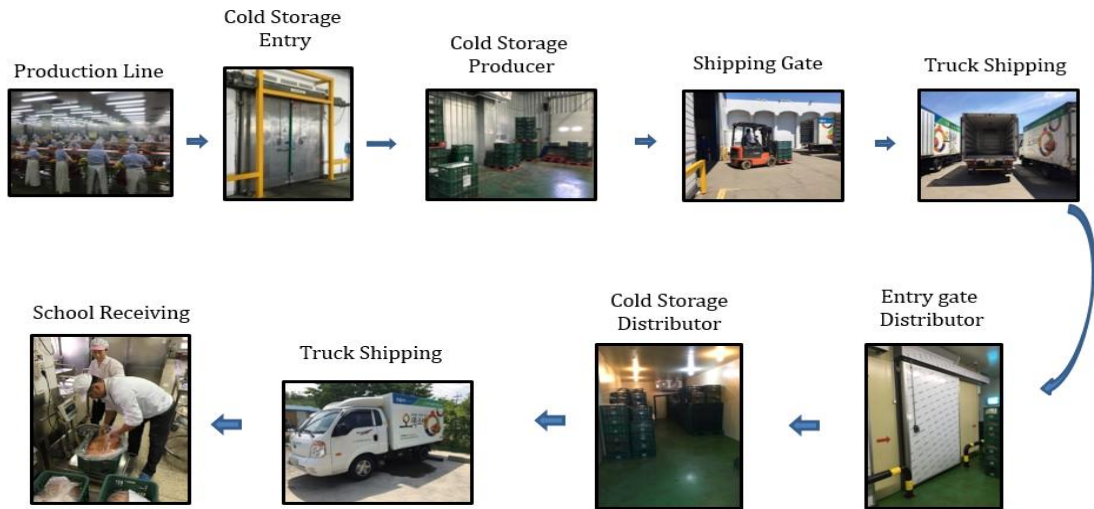 Production Line
Cold Storage
Entry
Cold Storage
Producer
Shipping Gate
Truck Shipping
School Receiving
Truck Shipping
Cold Storage
Distributor
Entry gate
Distributor